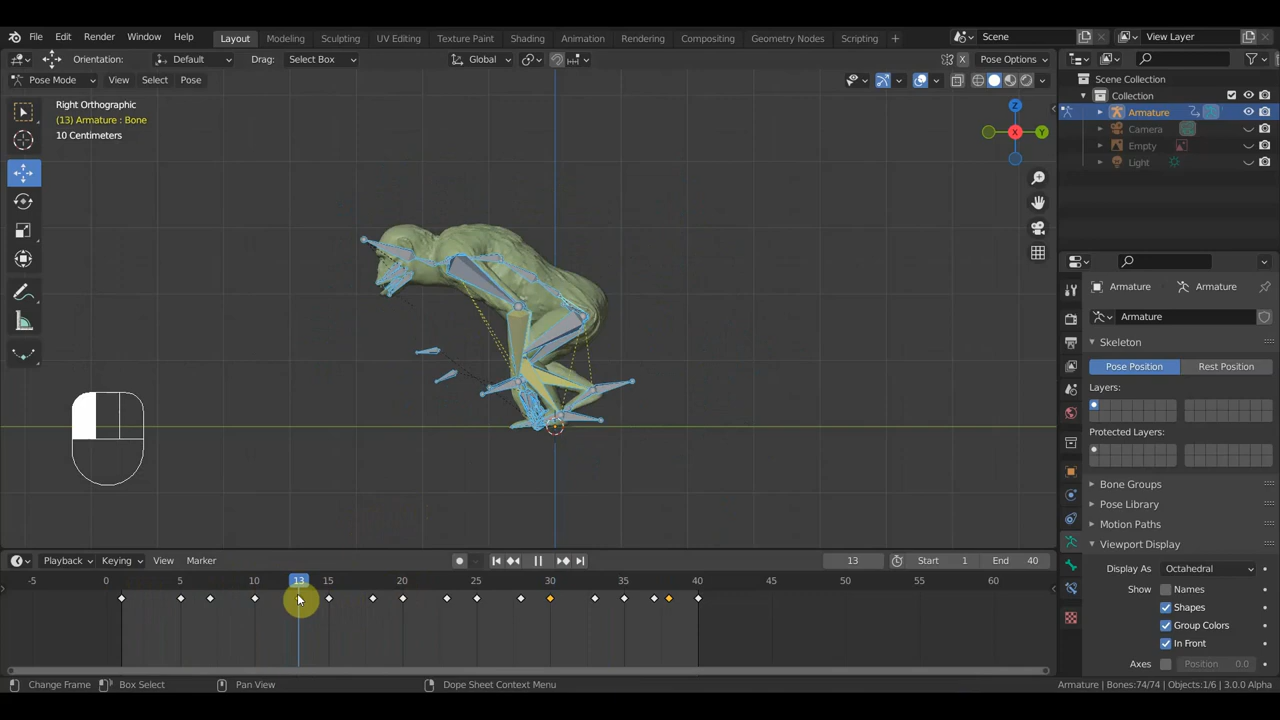 File Edit Render Window Help Layout Modeling Sculpting UV Editing Texture Paint Shading Animation Rendering Compositing Geometry Nodes Scripting + Scene View Layer
Orientation: Default Drag: Select Box Global X Pose Options
Pose Mode View Select Pose
Right Orthographic
(13) Armature : Bone
10 Centimeters
Z
X
Y
Scene Collection
Collection
Armature
Camera
Empty
Light
Armature Armature
Armature
Skeleton
Pose Position Rest Position
Layers:
Protected Layers:
Bone Groups
Pose Library
Motion Paths
Viewport Display
Display As Octahedral
Show Names
Shapes
Group Colors
In Front
Axes Position 0.0
Playback Keying View Marker 13 Start 1 End 40
-5 0 5 10 13 15 20 25 30 35 40 45 50 55 60
Change Frame Box Select Pan View Dope Sheet Context Menu Armature | Bones:74/74 | Objects:1/6 | 3.0.0 Alpha